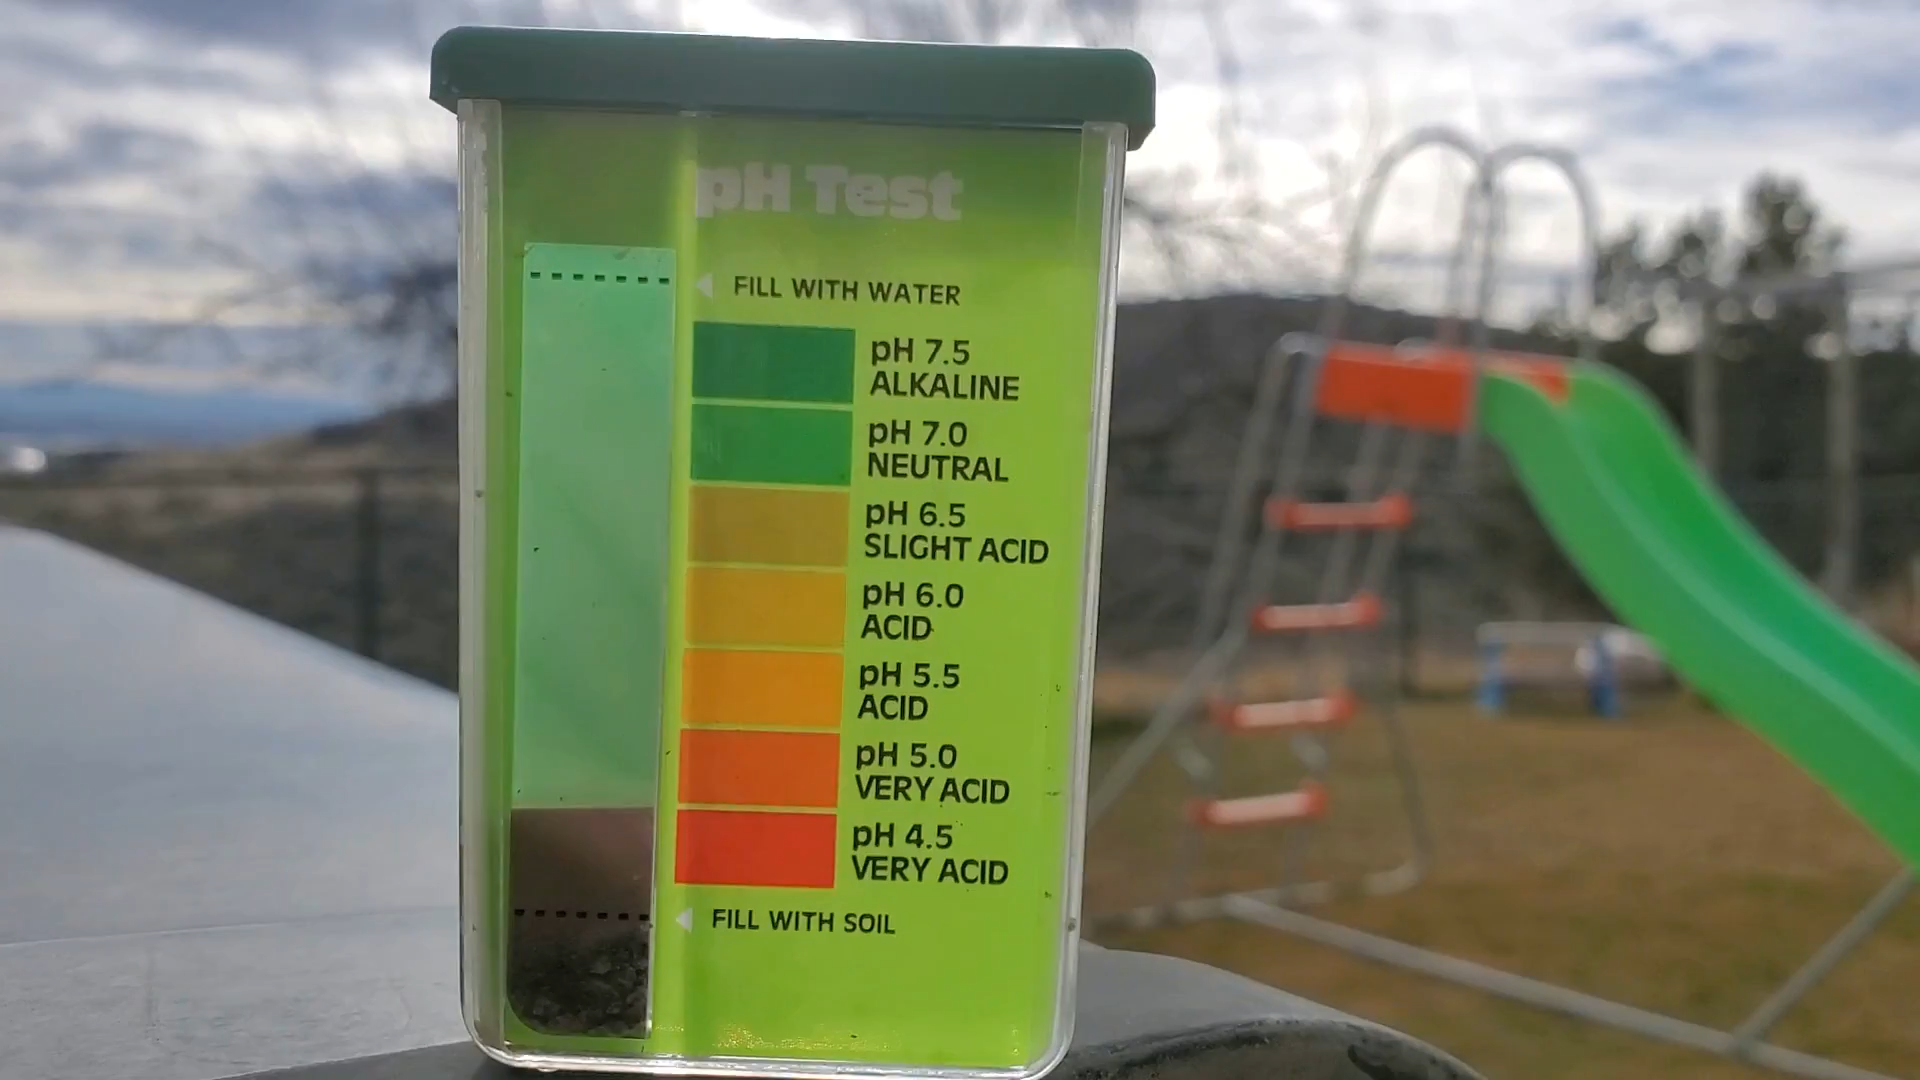 pH Test
FILL WITH WATER
pH 7.5
ALKALINE
pH 7.0
NEUTRAL
pH 6.5
SLIGHT ACID
pH 6.0
ACID
pH 5.5
ACID
pH 5.0
VERY ACID
pH 4.5
VERY ACID
FILL WITH SOIL